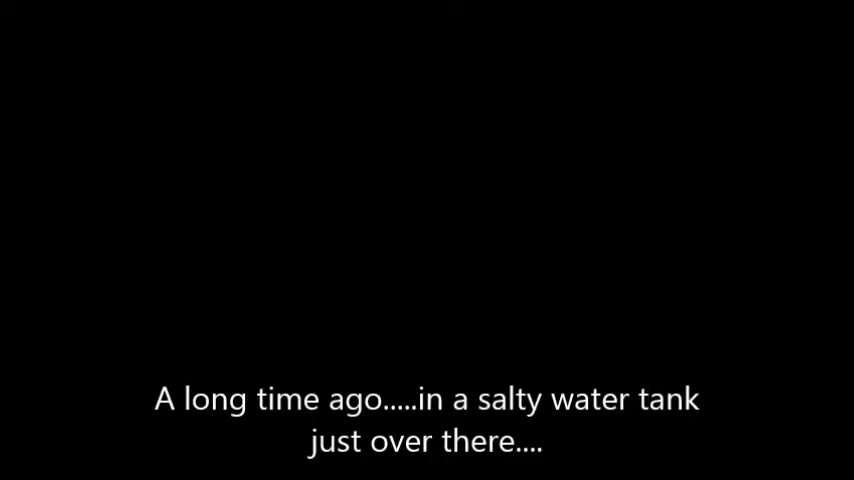 A long time ago.....in a salty water tank
just over there....